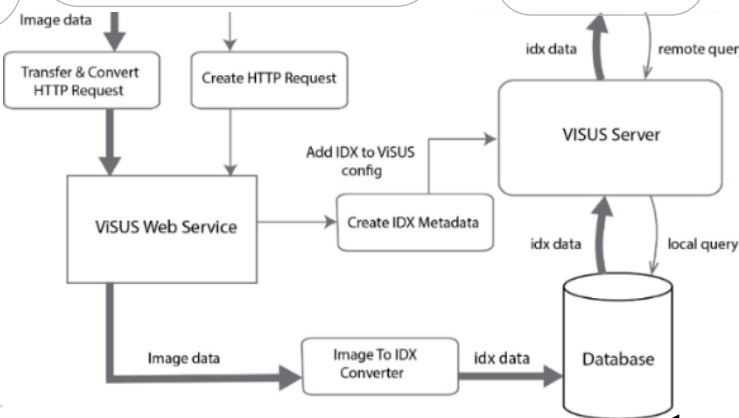 Image data
Transfer & Convert
HTTP Request
Create HTTP Request
idx data
remote query
VISUS Server
Add IDX to ViSUS
config
ViSUS Web Service
Create IDX Metadata
idx data
local query
Image data
Image To IDX
Converter
idx data
Database